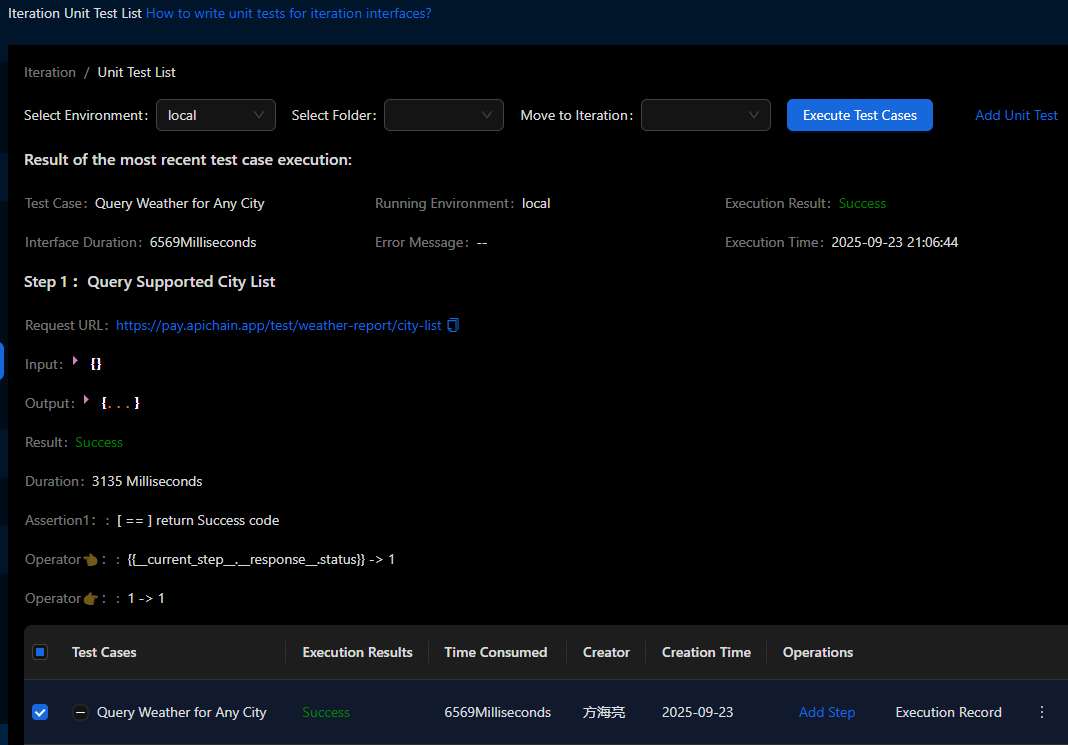 Iteration Unit Test List How to write unit tests for iteration interfaces?
Iteration / Unit Test List
Select Environment: local Select Folder: Move to Iteration: Execute Test Cases Add Unit Test
Result of the most recent test case execution:
Test Case: Query Weather for Any City Running Environment: local Execution Result: Success
Interface Duration: 6569Milliseconds Error Message: -- Execution Time: 2025-09-23 21:06:44
Step 1： Query Supported City List
Request URL: https://pay.apichain.app/test/weather-report/city-list
Input: {}
Output: {...}
Result: Success
Duration: 3135 Milliseconds
Assertion1: : [ == ] return Success code
Operator👈: : {{__current_step__.__response__.status}} -> 1
Operator👉: : 1 -> 1
Test Cases Execution Results Time Consumed Creator Creation Time Operations
Query Weather for Any City Success 6569Milliseconds 方海亮 2025-09-23 Add Step Execution Record